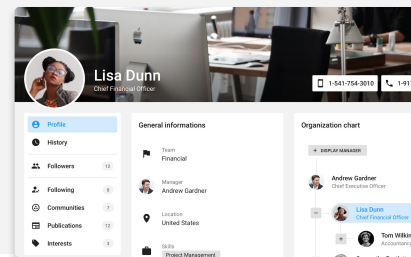 Lisa Dunn
Chief Financial Officer
1-541-754-3010
1-917
Profile
History
Followers
12
Following
8
Communities
7
Publications
12
Interests
3
General informations
Team
Financial
Manager
Andrew Gardner
Location
United States
Skills
Project Management
Organization chart
+ DISPLAY MANAGER
Andrew Gardner
Chief Executive Officer
Lisa Dunn
Chief Financial Officer
Tom Wilkin
Accountancy